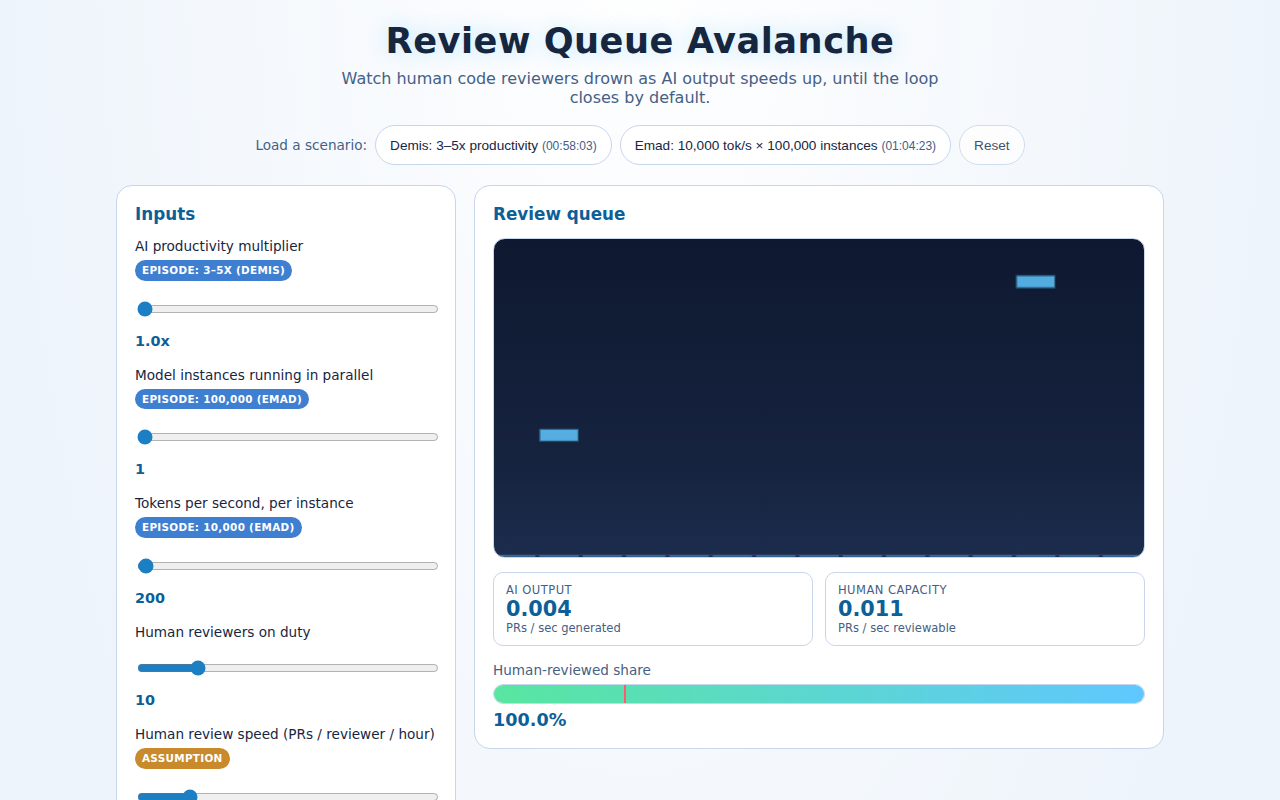 Review Queue Avalanche
Watch human code reviewers drown as AI output speeds up, until the loop
closes by default.
Load a scenario:
Demis: 3–5x productivity (00:58:03)
Emad: 10,000 tok/s × 100,000 instances (01:04:23)
Reset
Inputs
AI productivity multiplier
EPISODE: 3–5X (DEMIS)
1.0x
Model instances running in parallel
EPISODE: 100,000 (EMAD)
1
Tokens per second, per instance
EPISODE: 10,000 (EMAD)
200
Human reviewers on duty
10
Human review speed (PRs / reviewer / hour)
ASSUMPTION
Review queue
AI OUTPUT
0.004
PRs / sec generated
HUMAN CAPACITY
0.011
PRs / sec reviewable
Human-reviewed share
100.0%